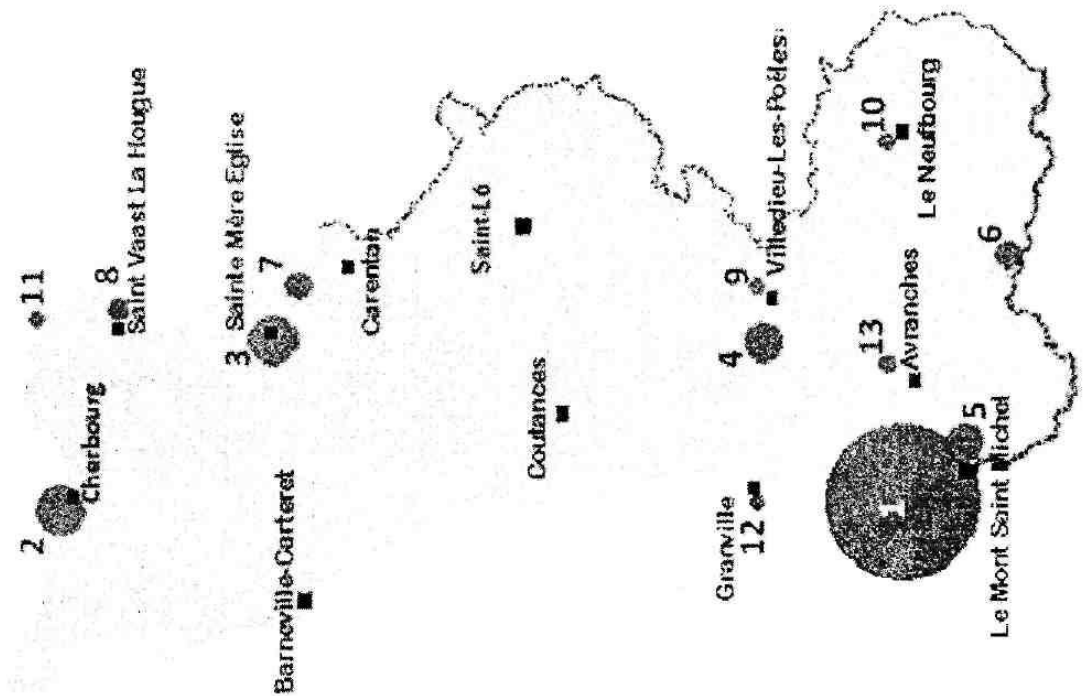 11
2
Cherbourg
8
Saint Vaast La Hougue
Sainte Mère Eglise
3
7
Barneville-Carteret
Carenton
Saint-Lô
Coutances
Granville
12
4
9
Villedieu-Les-Poêles
10
Le Neufbourg
13
Avranches
1
5
6
Le Mont Saint Michel